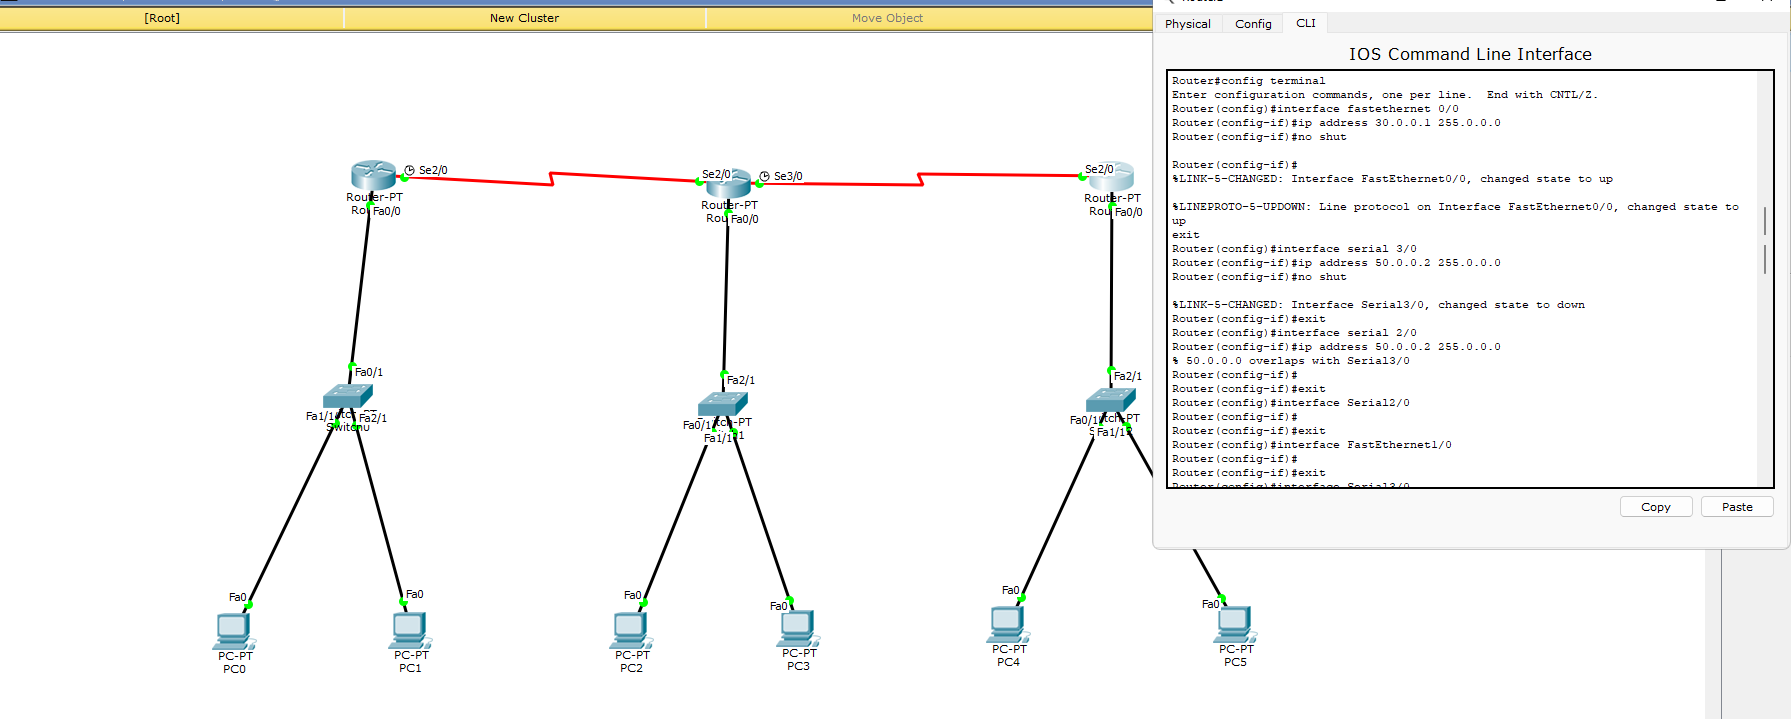 [Root]
New Cluster
Move Object
Physical
Config
CLI
IOS Command Line Interface
Router#config terminal
Enter configuration commands, one per line.  End with CNTL/Z.
Router(config)#interface fastethernet 0/0
Router(config-if)#ip address 30.0.0.1 255.0.0.0
Router(config-if)#no shut
Router(config-if)#
%LINK-5-CHANGED: Interface FastEthernet0/0, changed state to up
%LINEPROTO-5-UPDOWN: Line protocol on Interface FastEthernet0/0, changed state to
up
exit
Router(config)#interface serial 3/0
Router(config-if)#ip address 50.0.0.2 255.0.0.0
Router(config-if)#no shut
%LINK-5-CHANGED: Interface Serial3/0, changed state to down
Router(config-if)#exit
Router(config)#interface serial 2/0
Router(config-if)#ip address 50.0.0.2 255.0.0.0
% 50.0.0.0 overlaps with Serial3/0
Router(config-if)#
Router(config-if)#exit
Router(config)#interface Serial2/0
Router(config-if)#
Router(config-if)#exit
Router(config)#interface FastEthernet1/0
Router(config-if)#
Router(config-if)#exit
Router(config)#interface Serial3/0
Copy
Paste
Se2/0
Se2/0
Se3/0
Se2/0
Router-PT
Fa0/0
Router-PT
Fa0/0
Router-PT
Fa0/0
Fa0/1
Fa1/1
Fa2/1
Fa2/1
Fa0/1
Fa1/1
Fa2/1
Fa0/1
Fa1/1
Fa0
Fa0
Fa0
Fa0
Fa0
Fa0
PC-PT
PC0
PC-PT
PC1
PC-PT
PC2
PC-PT
PC3
PC-PT
PC4
PC-PT
PC5